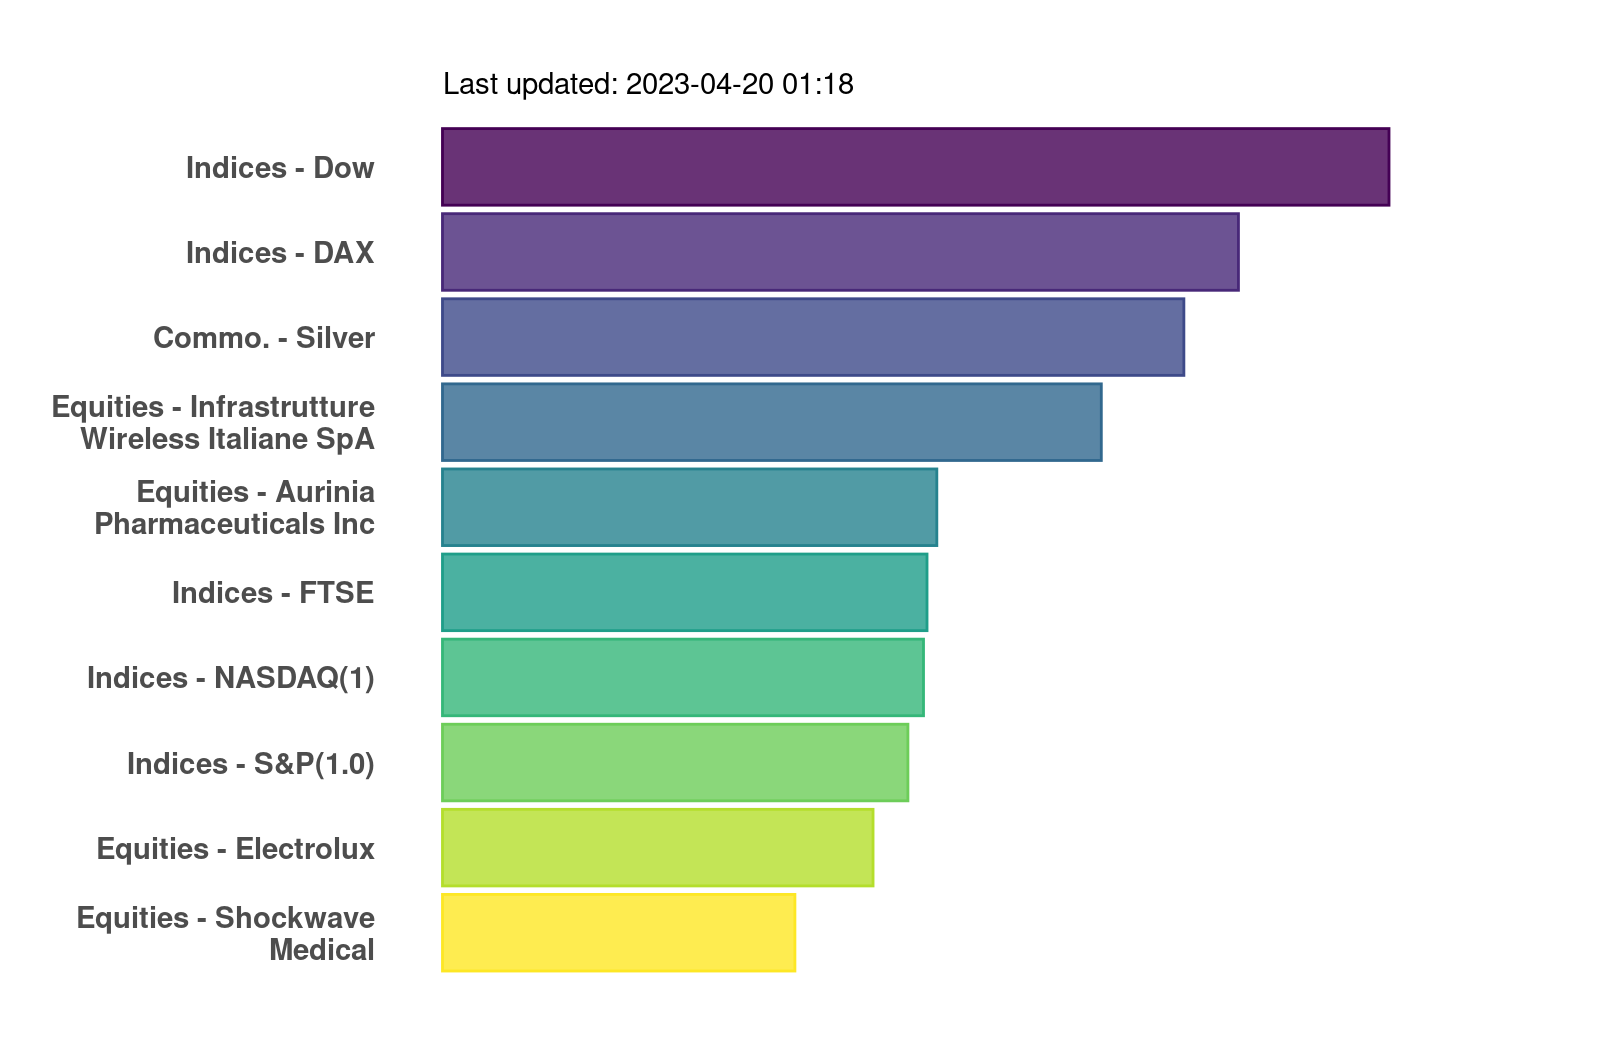 Last updated: 2023-04-20 01:18
Indices - Dow
Indices - DAX
Commo. - Silver
Equities - Infrastrutture
Wireless Italiane SpA
Equities - Aurinia
Pharmaceuticals Inc
Indices - FTSE
Indices - NASDAQ(1)
Indices - S&P(1.0)
Equities - Electrolux
Equities - Shockwave
Medical